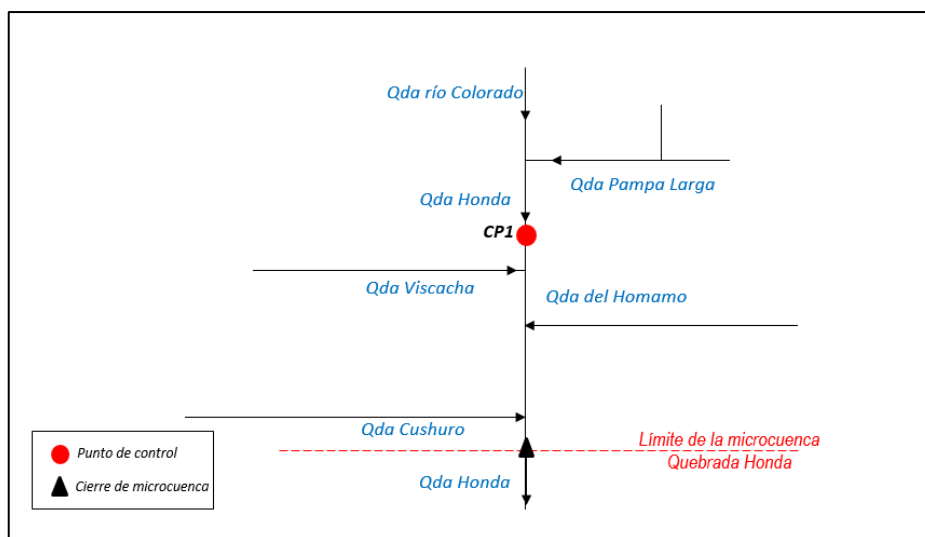 Qda río Colorado
Qda Pampa Larga
Qda Honda
CP1
Qda Viscacha
Qda del Homamo
Qda Cushuro
Límite de la microcuenca
Quebrada Honda
Qda Honda
Punto de control
Cierre de microcuenca